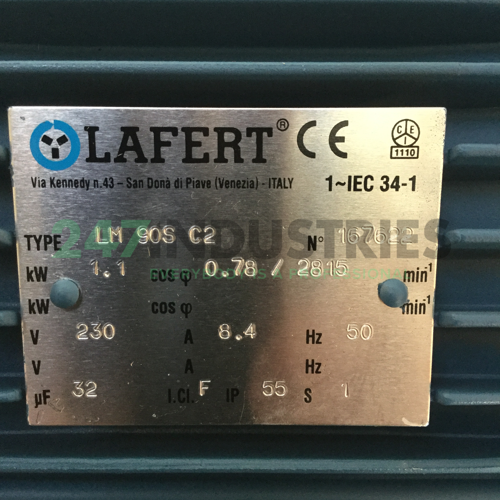 LAFERT® CE CEI 1110
Via Kennedy n.43 – San Donà di Piave (Venezia) - ITALY 1~IEC 34-1
TYPE LM 90S C2 N° 167622
247 INDUSTRIES
kW 1.1 cos φ 0.78 / 2815 min-1
kW cos φ min-1
V 230 A 8.4 Hz 50
V A Hz
µF 32 I.Cl. F IP 55 S 1